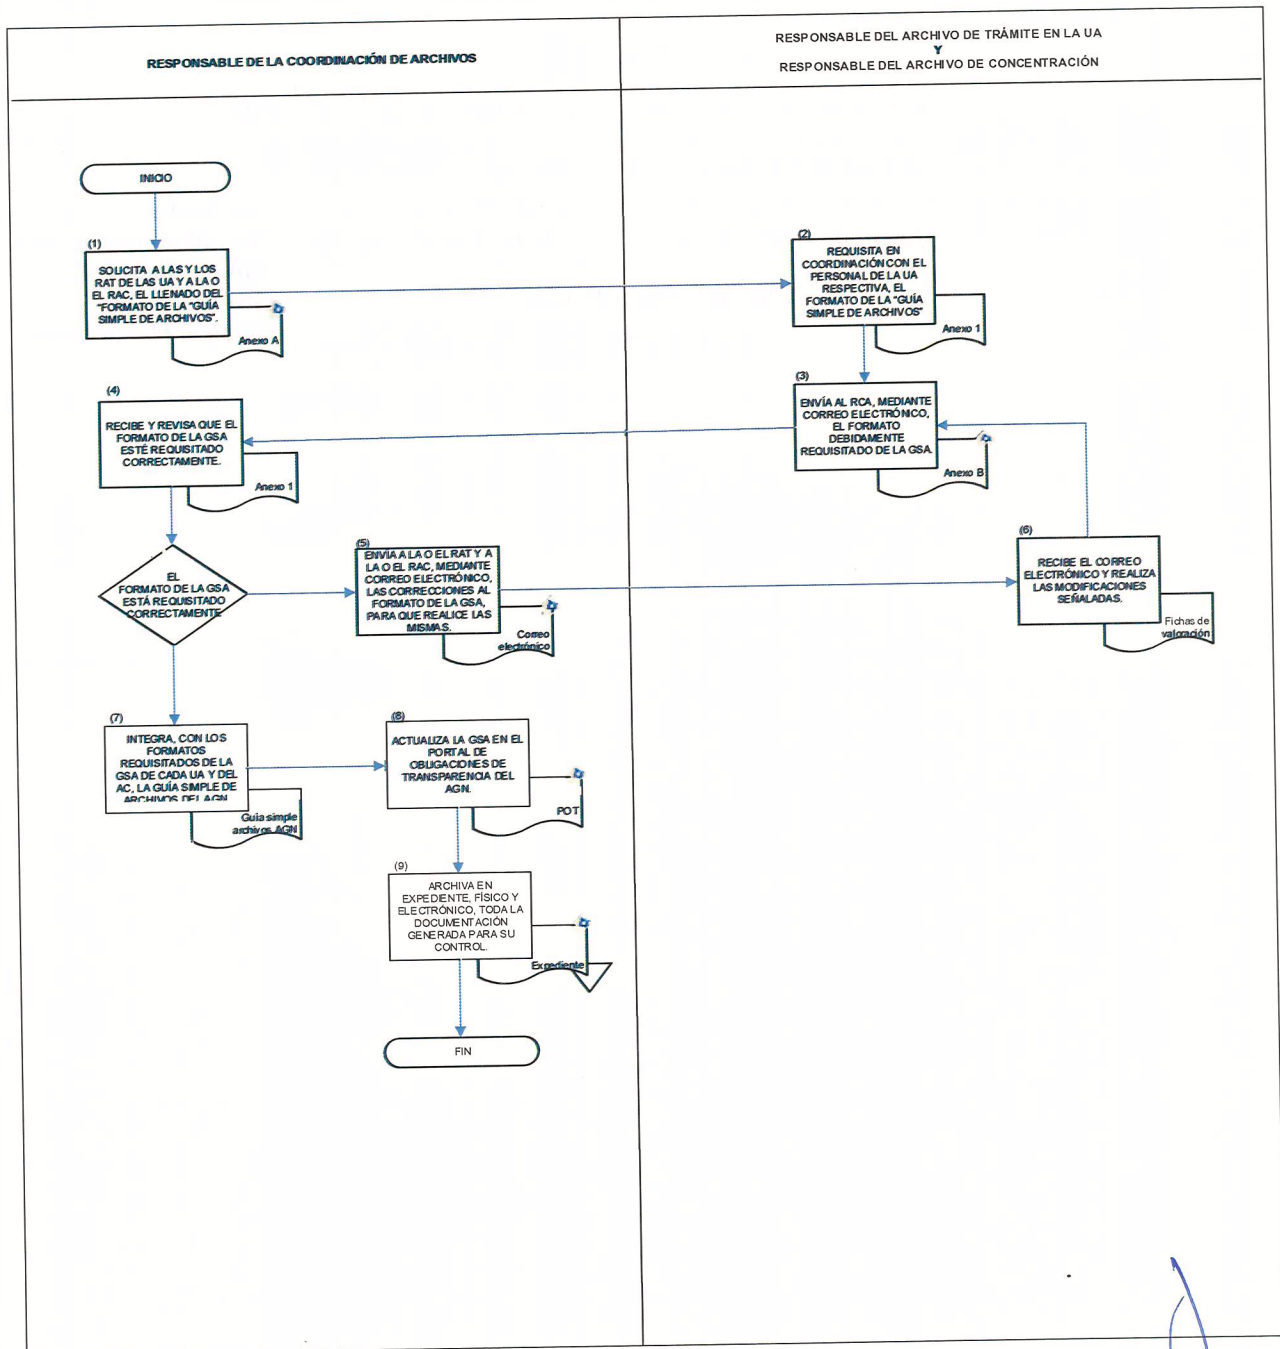 RESPONSABLE DE LA COORDINACIÓN DE ARCHIVOS
RESPONSABLE DEL ARCHIVO DE TRÁMITE EN LA UA
Y
RESPONSABLE DEL ARCHIVO DE CONCENTRACIÓN
INICIO
(1)
SOLICITA A LAS Y LOS
RAT DE LAS UA Y A LA O
EL RAC, EL LLENADO DEL
"FORMATO DE LA "GUÍA
SIMPLE DE ARCHIVOS".
Anexo A
(2)
REQUISITA EN
COORDINACIÓN CON EL
PERSONAL DE LA UA
RESPECTIVA, EL
FORMATO DE LA "GUÍA
SIMPLE DE ARCHIVOS"
Anexo 1
(3)
ENVÍA AL RCA, MEDIANTE
CORREO ELECTRÓNICO,
EL FORMATO
DEBIDAMENTE
REQUISITADO DE LA GSA.
Anexo B
(4)
RECIBE Y REVISA QUE EL
FORMATO DE LA GSA
ESTÉ REQUISITADO
CORRECTAMENTE.
Anexo 1
EL
FORMATO DE LA GSA
ESTÁ REQUISITADO
CORRECTAMENTE
(5)
ENVÍA A LA O EL RAT Y A
LA O EL RAC, MEDIANTE
CORREO ELECTRÓNICO,
LAS CORRECCIONES AL
FORMATO DE LA GSA,
PARA QUE REALICE LAS
MISMAS.
Correo
electrónico
(6)
RECIBE EL CORREO
ELECTRÓNICO Y REALIZA
LAS MODIFICACIONES
SEÑALADAS.
Fichas de
valoración
(7)
INTEGRA, CON LOS
FORMATOS
REQUISITADOS DE LA
GSA DE CADA UA Y DEL
AC, LA GUÍA SIMPLE DE
ARCHIVOS DEL AGN
Guía simple
archivos AGN
(8)
ACTUALIZA LA GSA EN EL
PORTAL DE
OBLIGACIONES DE
TRANSPARENCIA DEL
AGN.
POT
(9)
ARCHIVA EN
EXPEDIENTE, FÍSICO Y
ELECTRÓNICO, TODA LA
DOCUMENTACIÓN
GENERADA PARA SU
CONTROL.
Expediente
FIN